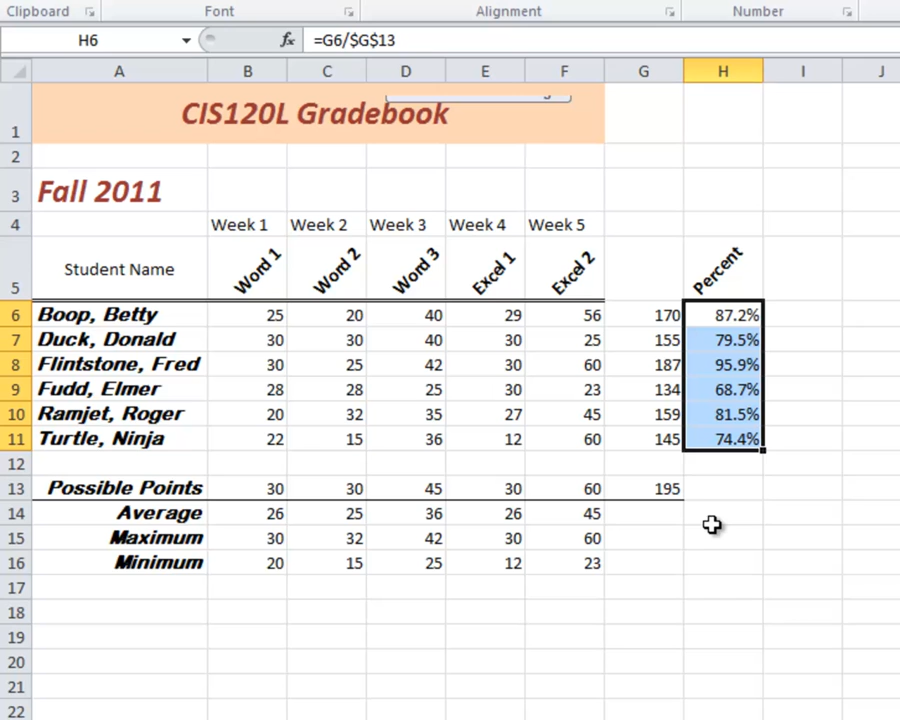 Clipboard Font Alignment Number
H6 fx =G6/$G$13
A B C D E F G H I J
1 CIS120L Gradebook
2
3 Fall 2011
4 Week 1 Week 2 Week 3 Week 4 Week 5
5 Student Name Word 1 Word 2 Word 3 Excel 1 Excel 2 Percent
6 Boop, Betty 25 20 40 29 56 170 87.2%
7 Duck, Donald 30 30 40 30 25 155 79.5%
8 Flintstone, Fred 30 25 42 30 60 187 95.9%
9 Fudd, Elmer 28 28 25 30 23 134 68.7%
10 Ramjet, Roger 20 32 35 27 45 159 81.5%
11 Turtle, Ninja 22 15 36 12 60 145 74.4%
12
13 Possible Points 30 30 45 30 60 195
14 Average 26 25 36 26 45
15 Maximum 30 32 42 30 60
16 Minimum 20 15 25 12 23
17
18
19
20
21
22